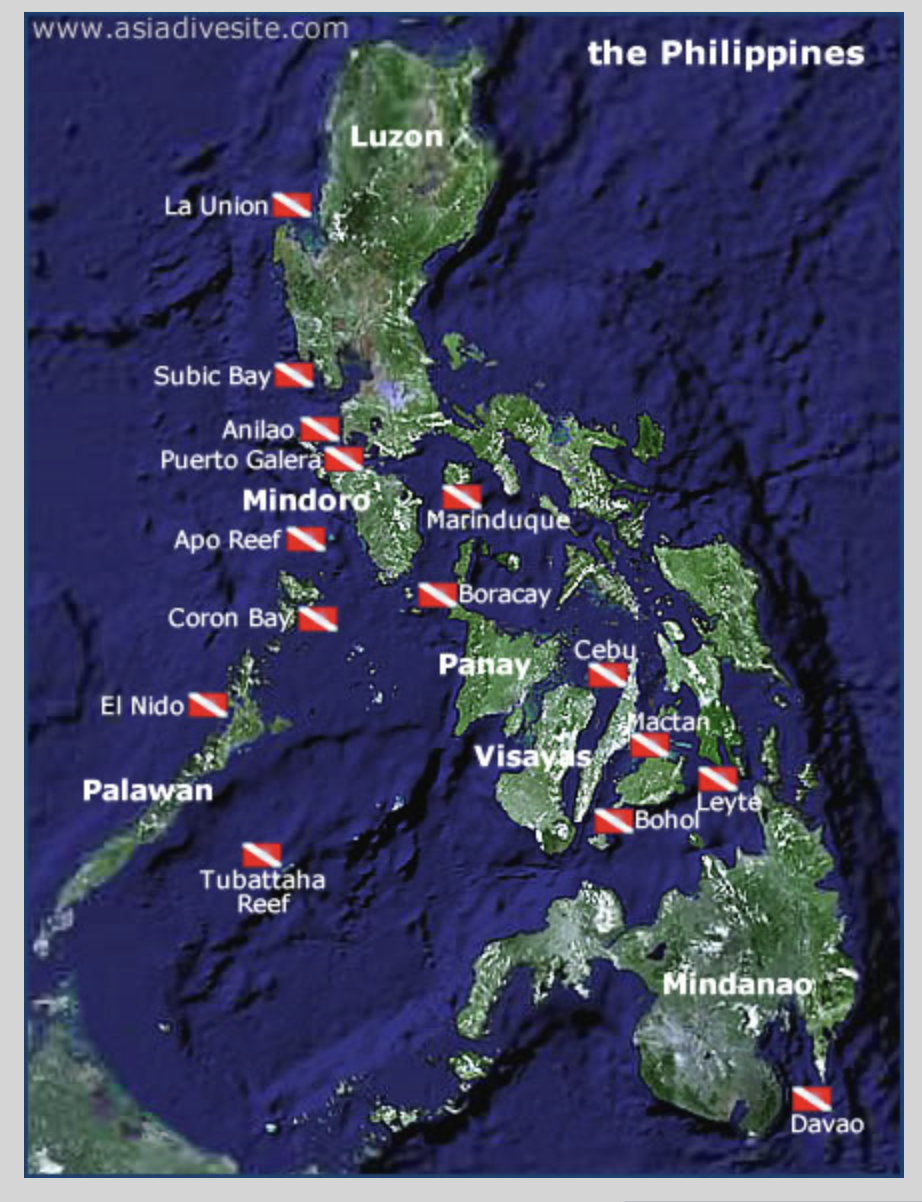 www.asiadivesite.com
the Philippines
Luzon
La Union
Subic Bay
Anilao
Puerto Galera
Mindoro
Marinduque
Apo Reef
Boracay
Coron Bay
Cebu
Panay
El Nido
Mactan
Visayas
Palawan
Leyte
Bohol
Tubattaha
Reef
Mindanao
Davao